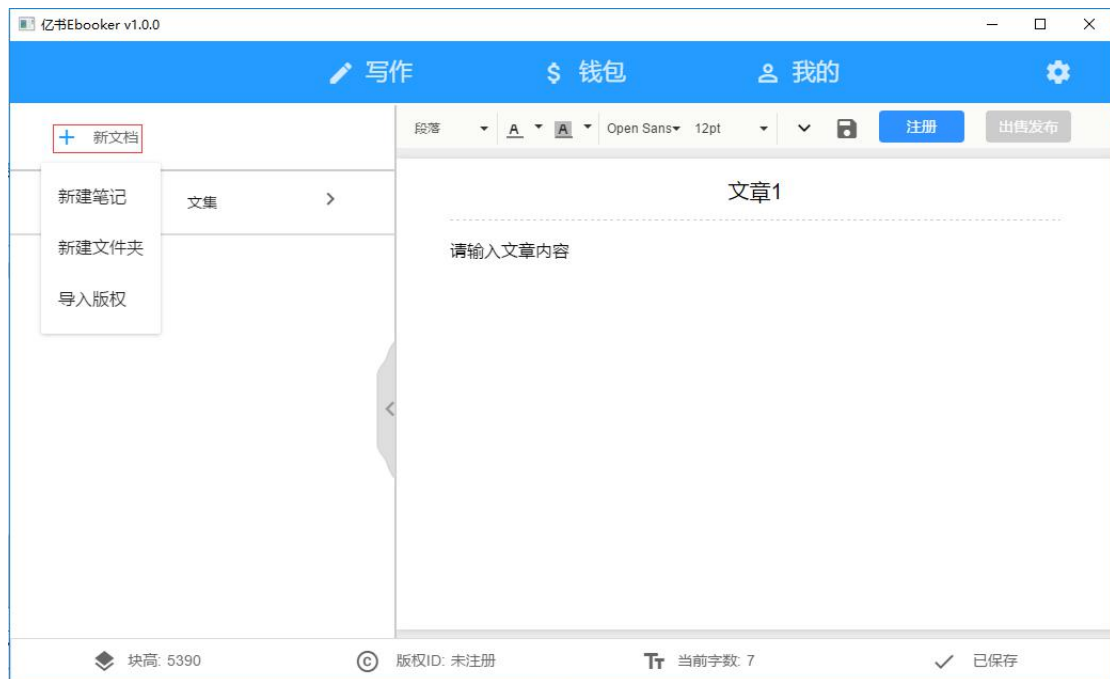 亿书Ebooker v1.0.0
写作 $ 钱包 我的
+ 新文档
段落 A A Open Sans 12pt 注册 出售发布
新建笔记
新建文件夹
导入版权
文集
文章1
请输入文章内容
块高: 5390 © 版权ID: 未注册 TT 当前字数: 7 已保存